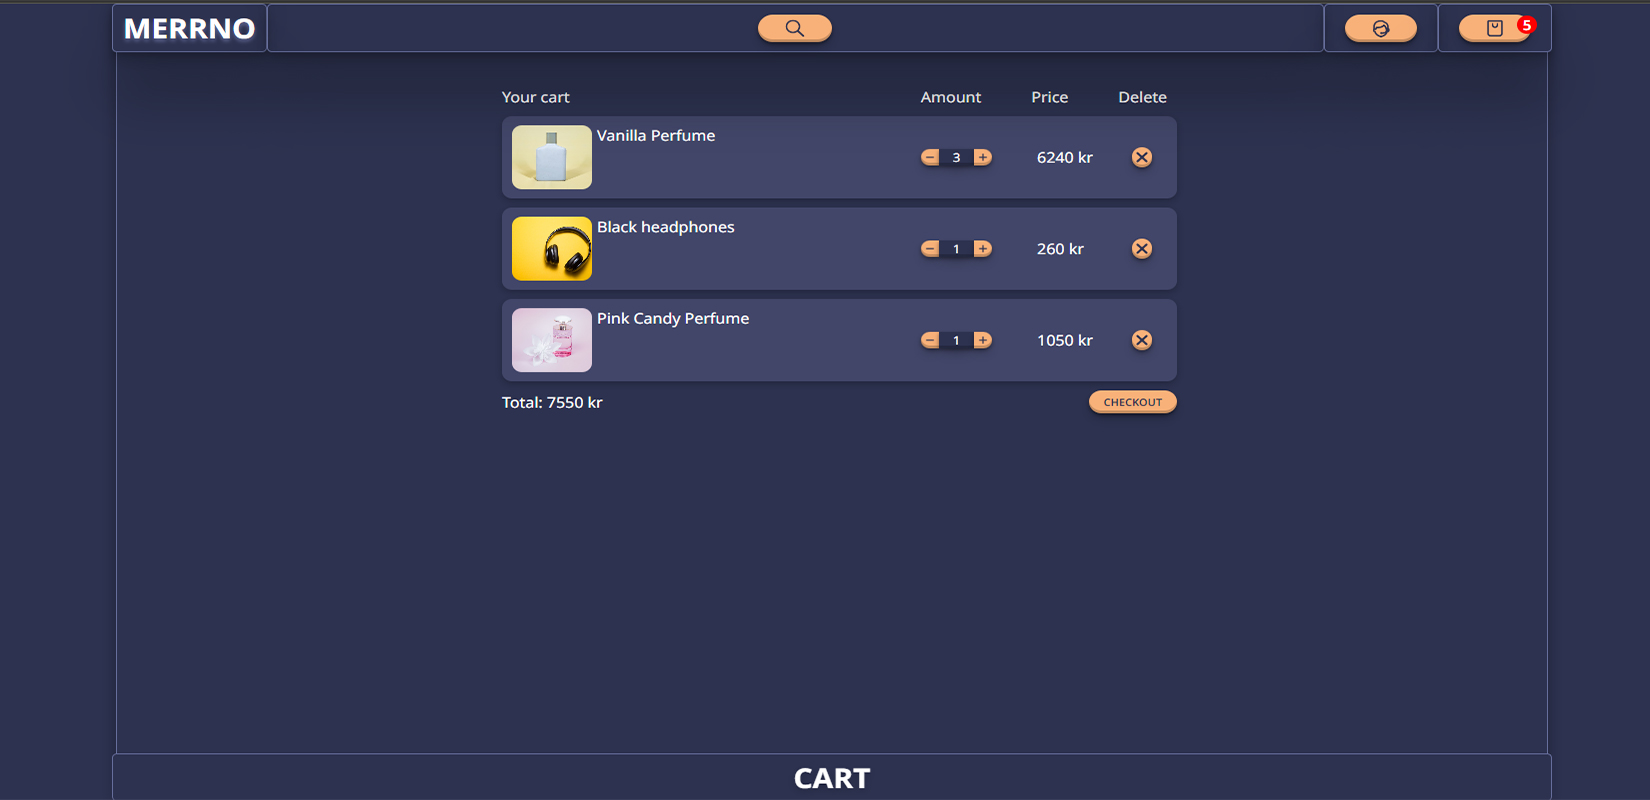 MERRNO
5
Your cart Amount Price Delete
Vanilla Perfume
3 6240 kr
Black headphones
1 260 kr
Pink Candy Perfume
1 1050 kr
Total: 7550 kr CHECKOUT
CART